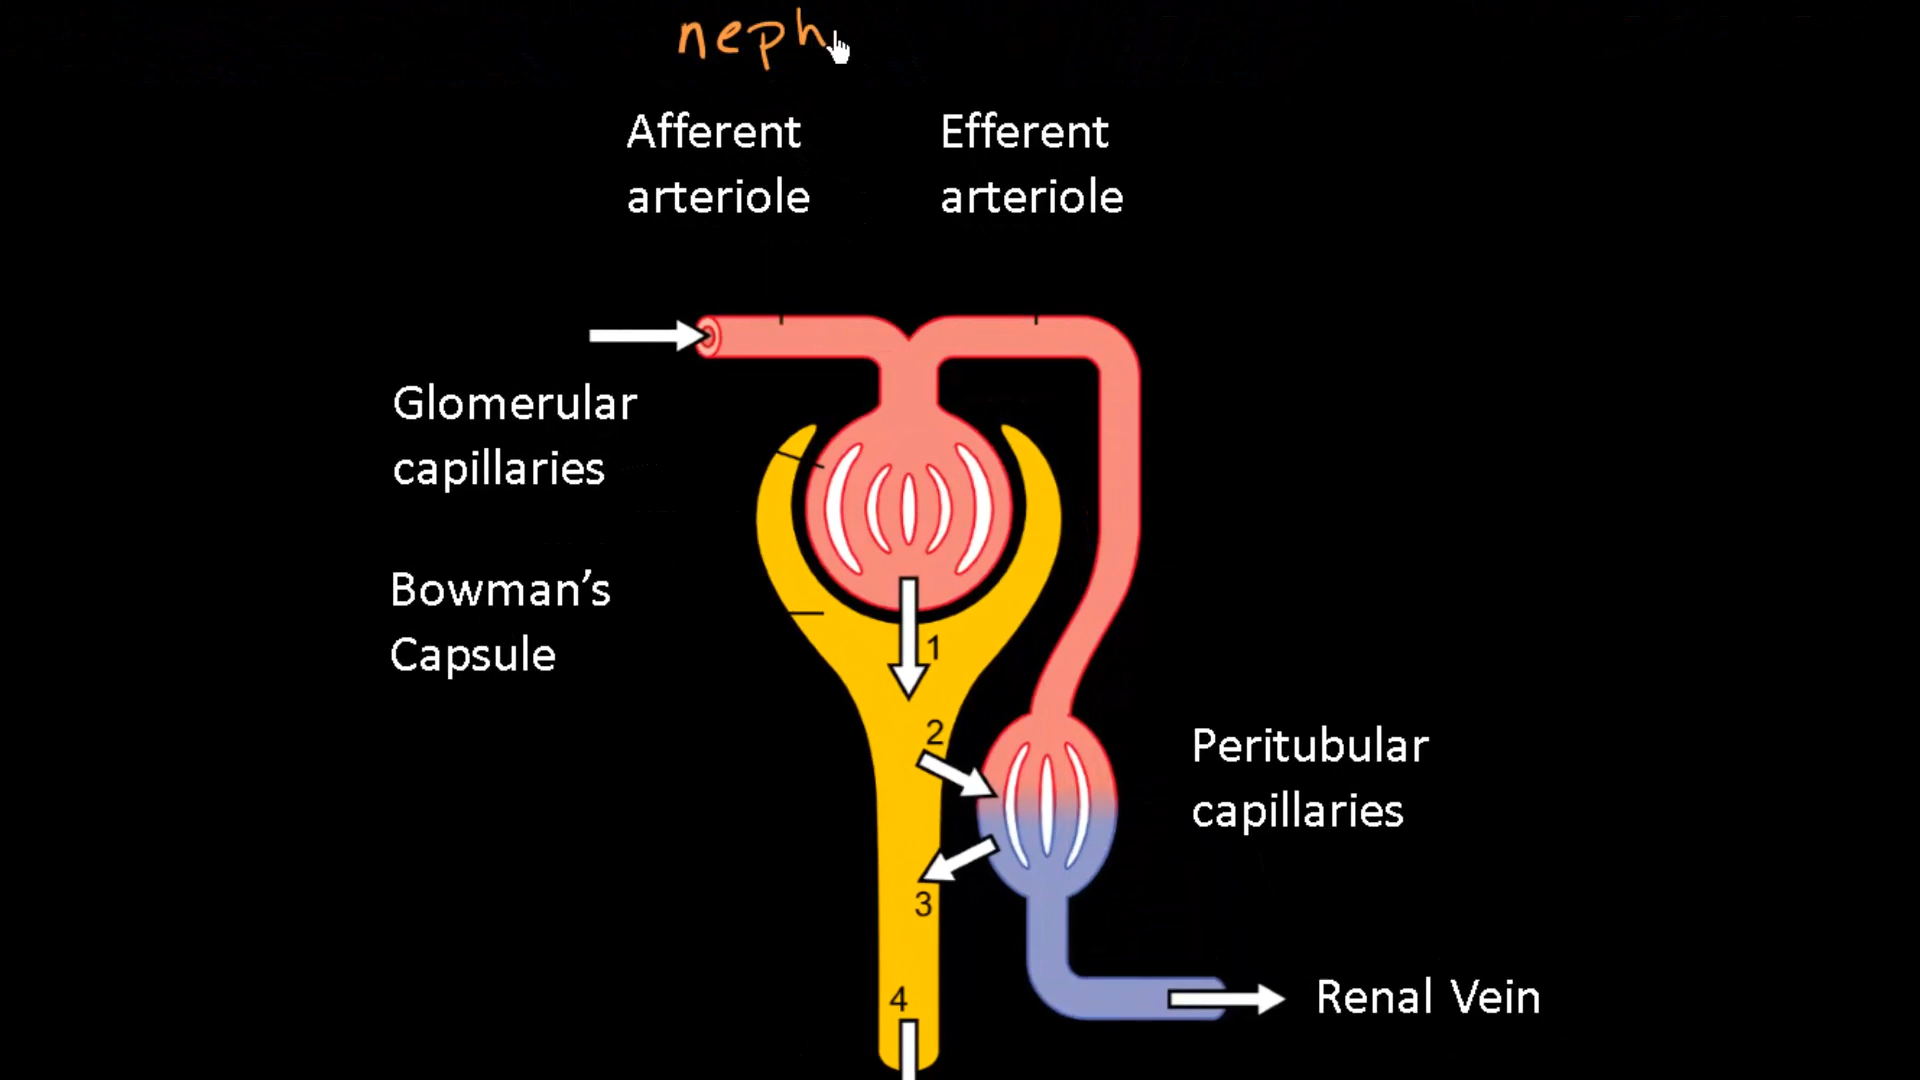 neph
Afferent
arteriole
Efferent
arteriole
Glomerular
capillaries
Bowman’s
Capsule
1
2
Peritubular
capillaries
3
4
Renal Vein